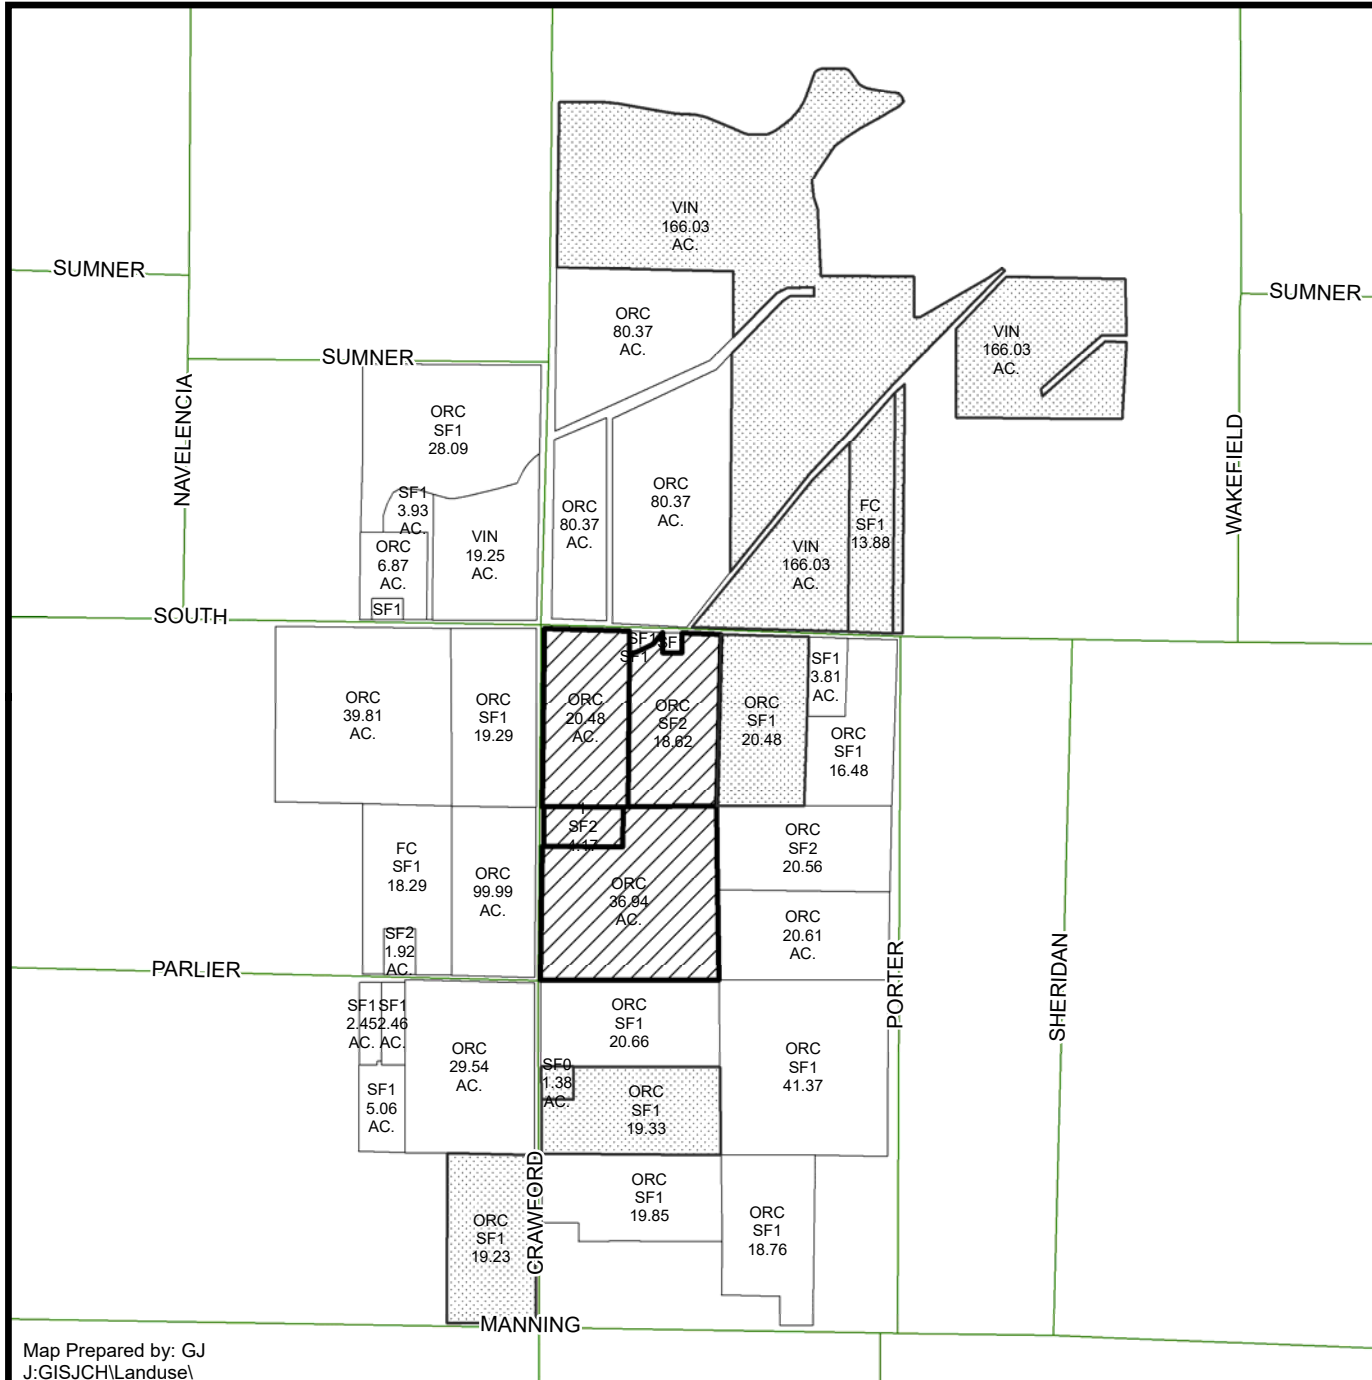 VIN
166.03
AC.
SUMNER
SUMNER
ORC
80.37
AC.
VIN
166.03
AC.
SUMNER
NAVELENCIA
ORC
SF1
28.09
WAKEFIELD
SF1
3.93
AC.
ORC
80.37
AC.
ORC
80.37
AC.
FC
SF1
13.88
VIN
19.25
AC.
ORC
6.87
AC.
VIN
166.03
AC.
SF1
SOUTH
SF1
SF1
SF1
3.81
AC.
ORC
39.81
AC.
ORC
SF1
19.29
ORC
20.48
AC.
ORC
SF2
18.62
ORC
SF1
20.48
ORC
SF1
16.48
SF2
4.17
ORC
SF2
20.56
FC
SF1
18.29
ORC
99.99
AC.
ORC
36.94
AC.
ORC
20.61
AC.
SF2
1.92
AC.
PARLIER
PORTER
SHERIDAN
SF1
2.45
AC.
SF1
2.46
AC.
ORC
SF1
20.66
ORC
29.54
AC.
ORC
SF1
41.37
SF0
1.38
AC.
SF1
5.06
AC.
ORC
SF1
19.33
CRAWFORD
ORC
SF1
19.85
ORC
SF1
19.23
ORC
SF1
18.76
MANNING
Map Prepared by: GJ
J:GISJCH\Landuse\